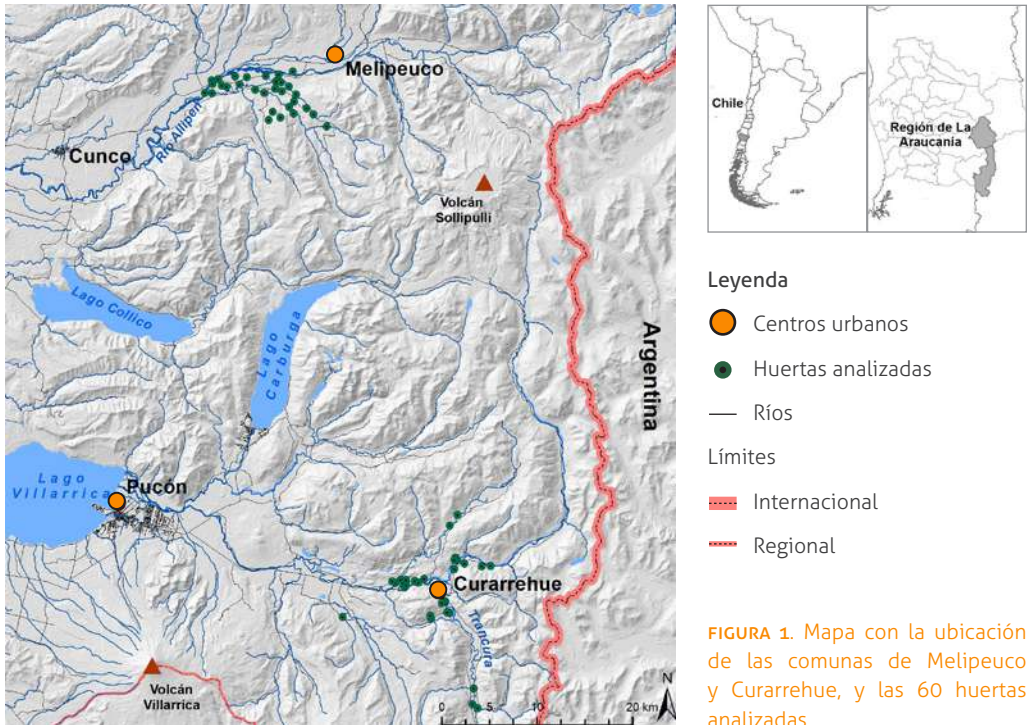 Melipeuco
Río Allipen
Cunco
Volcán
Sollipulli
Lago Collico
Lago
Carburga
Argentina
Lago
Villarrica
Pucón
Curarrehue
Trancura
Volcán
Villarrica
N
0 5 10 20 km
Chile
Región de La
Araucanía
Leyenda
Centros urbanos
Huertas analizadas
Ríos
Límites
Internacional
Regional
FIGURA 1. Mapa con la ubicación
de las comunas de Melipeuco
y Curarrehue, y las 60 huertas
analizadas